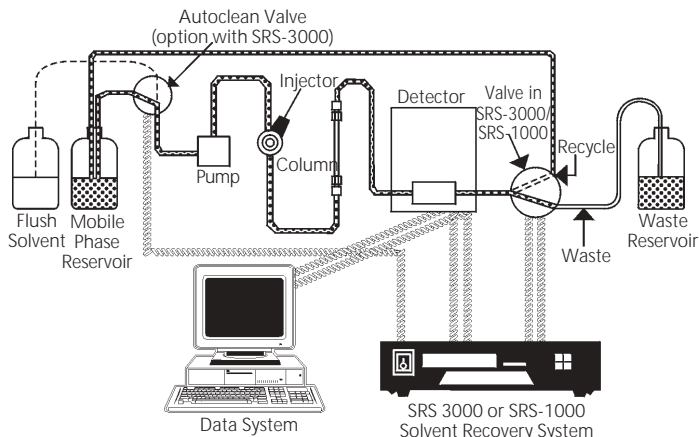 Autoclean Valve
(option with SRS-3000)
Injector
Detector
Valve in
SRS-3000/
SRS-1000
Recycle
Column
Pump
Flush
Solvent
Mobile
Phase
Reservoir
Waste
Waste
Reservoir
Data System
SRS 3000 or SRS-1000
Solvent Recovery System